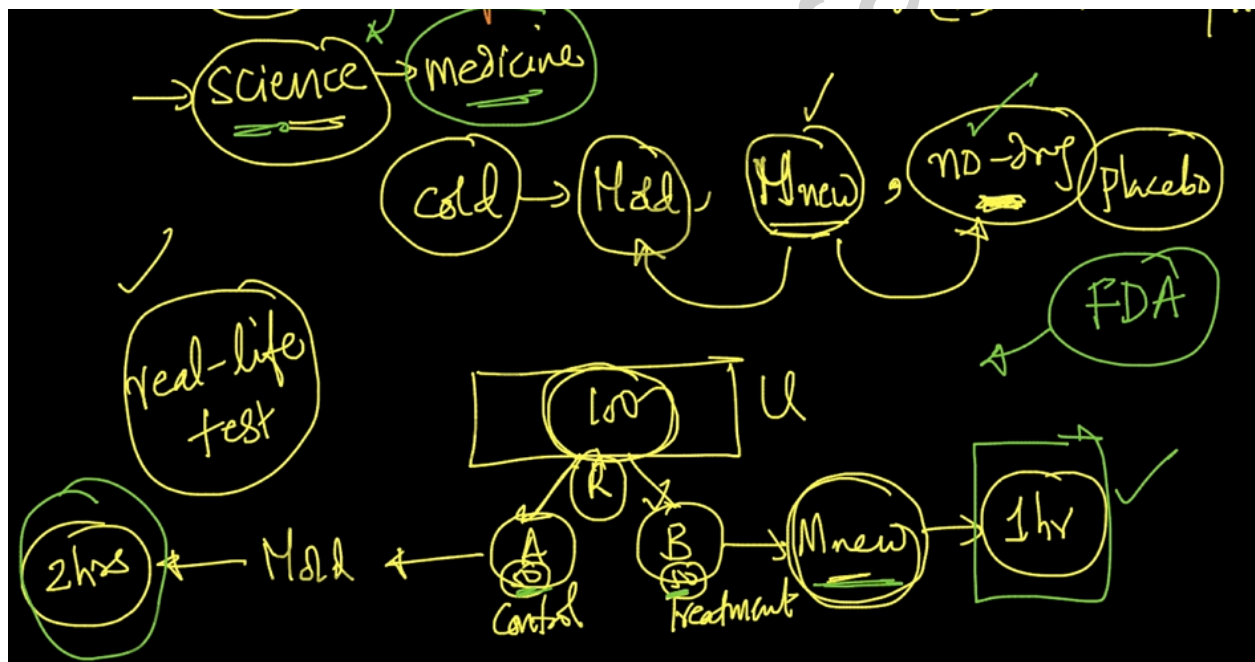 science → medicine
cold → Mold, Mnew, no-drug placebo
FDA
real-life
test
100 U
R
2hrs ← Mold ← A B → Mnew → 1hr
50 50
Control Treatment